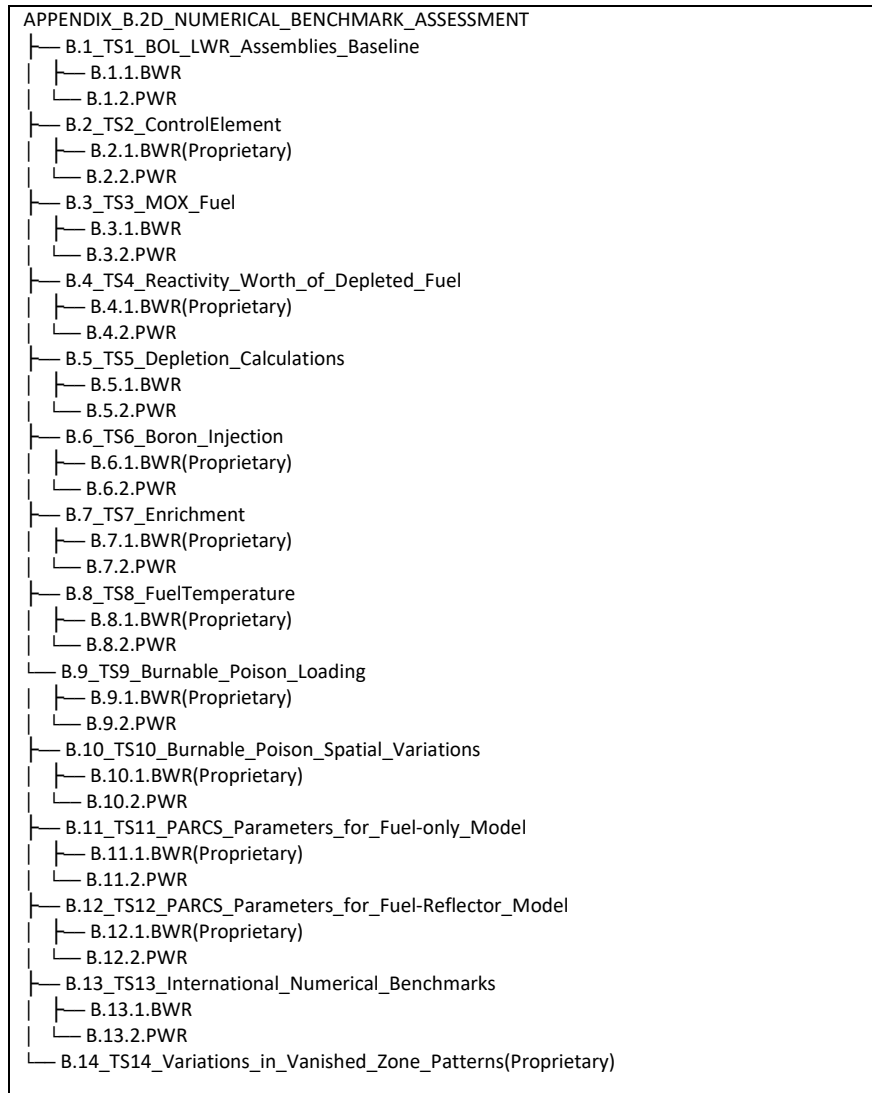 APPENDIX_B.2D_NUMERICAL_BENCHMARK_ASSESSMENT
├── B.1_TS1_BOL_LWR_Assemblies_Baseline
│   ├── B.1.1.BWR
│   └── B.1.2.PWR
├── B.2_TS2_ControlElement
│   ├── B.2.1.BWR(Proprietary)
│   └── B.2.2.PWR
├── B.3_TS3_MOX_Fuel
│   ├── B.3.1.BWR
│   └── B.3.2.PWR
├── B.4_TS4_Reactivity_Worth_of_Depleted_Fuel
│   ├── B.4.1.BWR(Proprietary)
│   └── B.4.2.PWR
├── B.5_TS5_Depletion_Calculations
│   ├── B.5.1.BWR
│   └── B.5.2.PWR
├── B.6_TS6_Boron_Injection
│   ├── B.6.1.BWR(Proprietary)
│   └── B.6.2.PWR
├── B.7_TS7_Enrichment
│   ├── B.7.1.BWR(Proprietary)
│   └── B.7.2.PWR
├── B.8_TS8_FuelTemperature
│   ├── B.8.1.BWR(Proprietary)
│   └── B.8.2.PWR
└── B.9_TS9_Burnable_Poison_Loading
│   ├── B.9.1.BWR(Proprietary)
│   └── B.9.2.PWR
├── B.10_TS10_Burnable_Poison_Spatial_Variations
│   ├── B.10.1.BWR(Proprietary)
│   └── B.10.2.PWR
├── B.11_TS11_PARCS_Parameters_for_Fuel-only_Model
│   ├── B.11.1.BWR(Proprietary)
│   └── B.11.2.PWR
├── B.12_TS12_PARCS_Parameters_for_Fuel-Reflector_Model
│   ├── B.12.1.BWR(Proprietary)
│   └── B.12.2.PWR
├── B.13_TS13_International_Numerical_Benchmarks
│   ├── B.13.1.BWR
│   └── B.13.2.PWR
└── B.14_TS14_Variations_in_Vanished_Zone_Patterns(Proprietary)